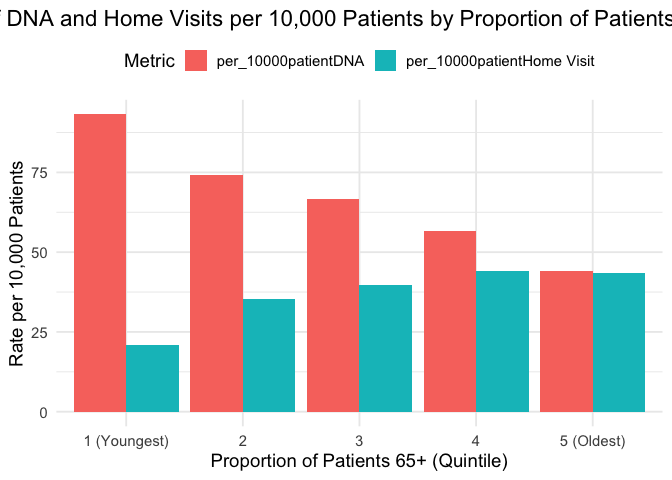 DNA and Home Visits per 10,000 Patients by Proportion of Patients
Metric per_10000patientDNA per_10000patientHome Visit
Rate per 10,000 Patients
75
50
25
0
1 (Youngest) 2 3 4 5 (Oldest)
Proportion of Patients 65+ (Quintile)